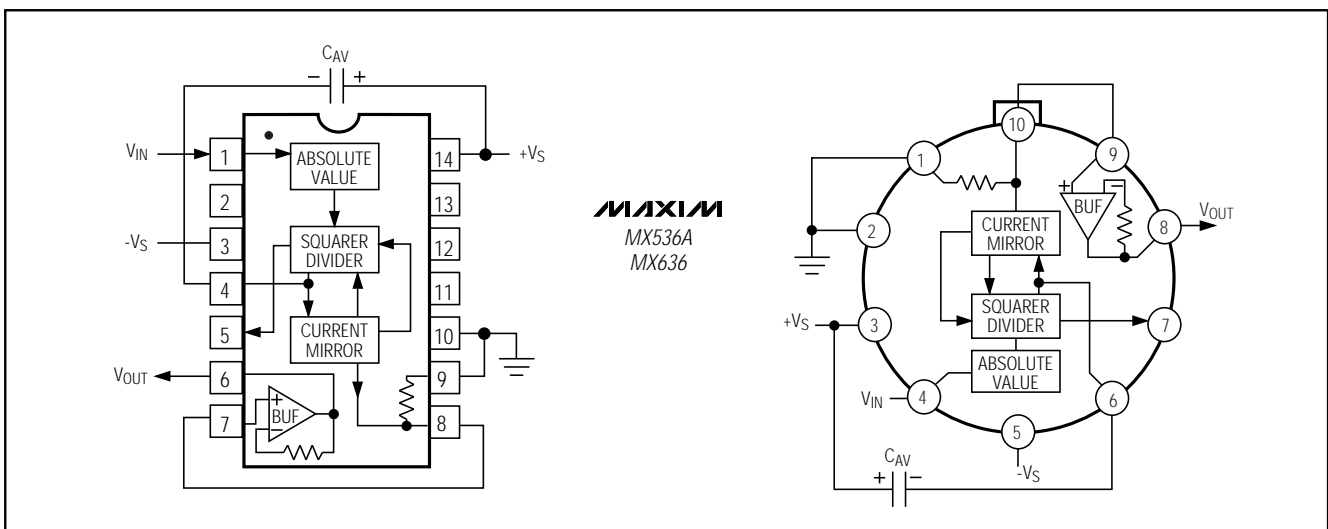 C_AV
− +
V_IN
1
ABSOLUTE
VALUE
14
+V_S
2
13
-V_S
3
SQUARER
DIVIDER
12
4
11
5
CURRENT
MIRROR
10
V_OUT
6
9
7
+
BUF
−
8
MAXIM
MX536A
MX636
10
1
9
+
−
BUF
V_OUT
8
2
CURRENT
MIRROR
+V_S
3
SQUARER
DIVIDER
7
ABSOLUTE
VALUE
V_IN
4
6
5
-V_S
C_AV
+ −